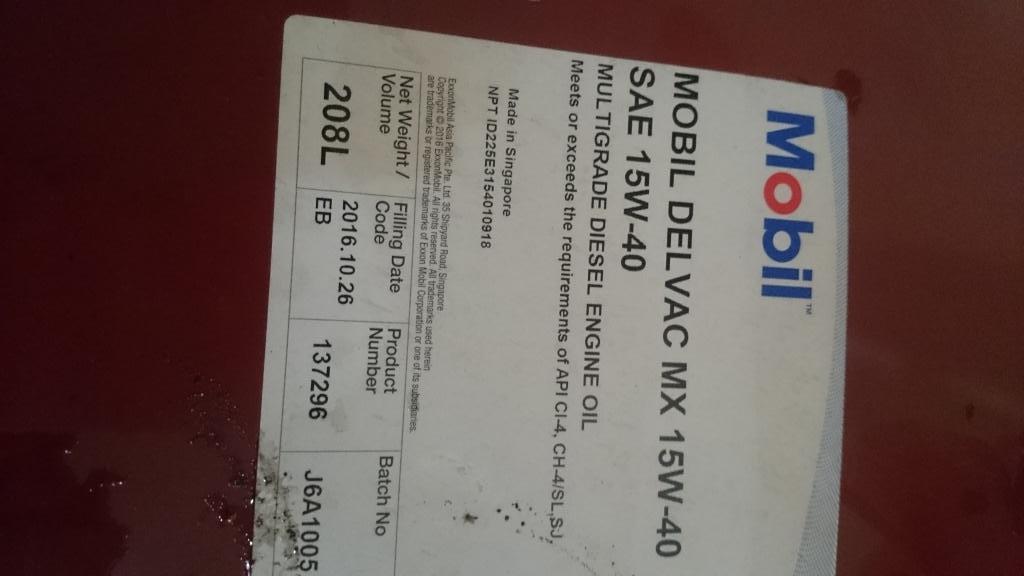 Mobil™
MOBIL DELVAC MX 15W-40
SAE 15W-40
MULTIGRADE DIESEL ENGINE OIL
Meets or exceeds the requirements of API CI-4, CH-4/SL,SJ,
Made in Singapore
NPT ID225E3154010918
ExxonMobil Asia Pacific Pte. Ltd. 35 Shipyard Road, Singapore
Copyright © 2016 ExxonMobil. All rights reserved. All trademarks used herein
are trademarks or registered trademarks of Exxon Mobil Corporation or one of its subsidiaries.
Net Weight /
Volume
208L
Filling Date
Code
2016.10.26
EB
Product
Number
137296
Batch No
J6A1005